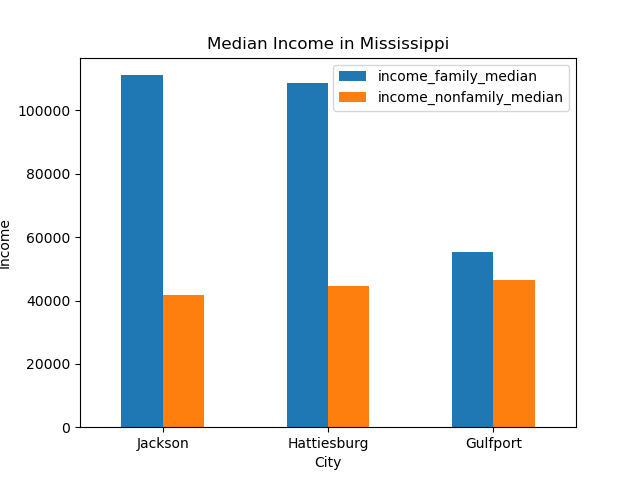 Median Income in Mississippi
income_family_median
income_nonfamily_median
Income
100000
80000
60000
40000
20000
0
Jackson
Hattiesburg
Gulfport
City